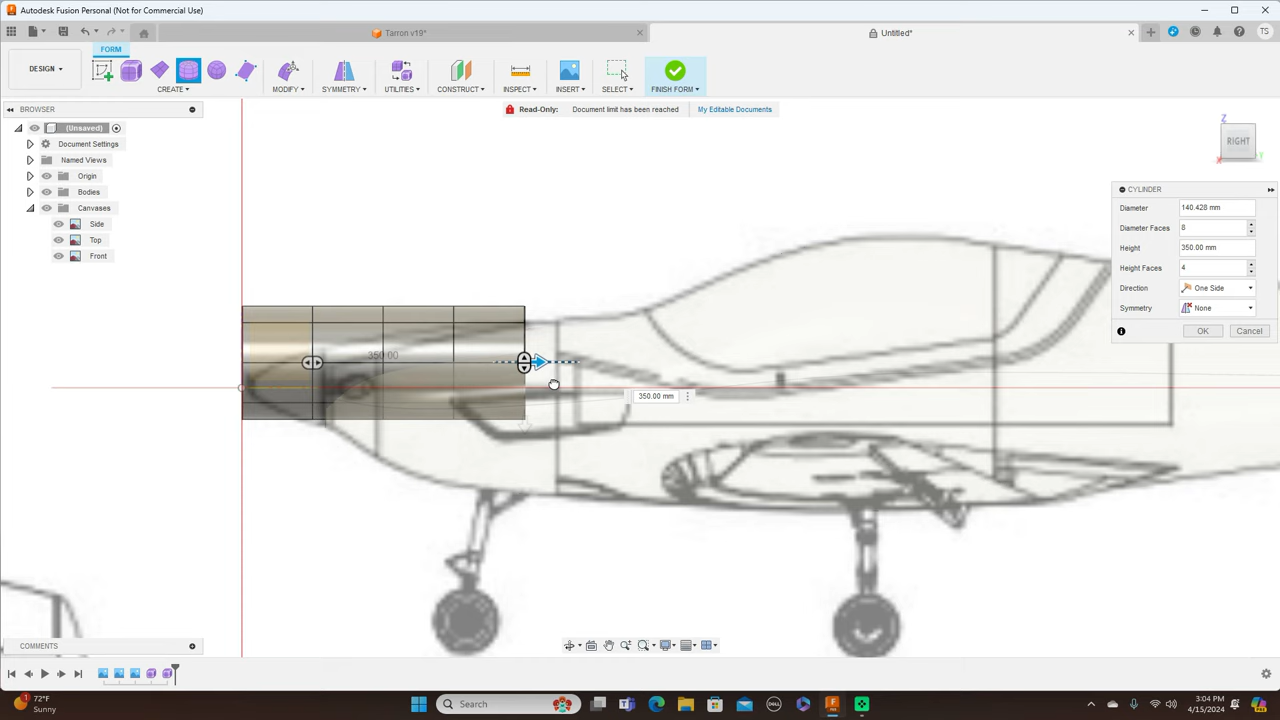 Autodesk Fusion Personal (Not for Commercial Use)
Tarron v19*
Untitled*
TS
FORM
DESIGN
CREATE
MODIFY
SYMMETRY
UTILITIES
CONSTRUCT
INSPECT
INSERT
SELECT
FINISH FORM
BROWSER
Read-Only: Document limit has been reached My Editable Documents
(Unsaved)
Document Settings
Named Views
Origin
Bodies
Canvases
Side
Top
Front
Z
RIGHT
X
Y
CYLINDER
Diameter 140.428 mm
Diameter Faces 8
Height 350.00 mm
Height Faces 4
Direction One Side
Symmetry None
OK Cancel
350.00
350.00 mm
COMMENTS
1
72°F
Sunny
Search
3:04 PM
4/15/2024